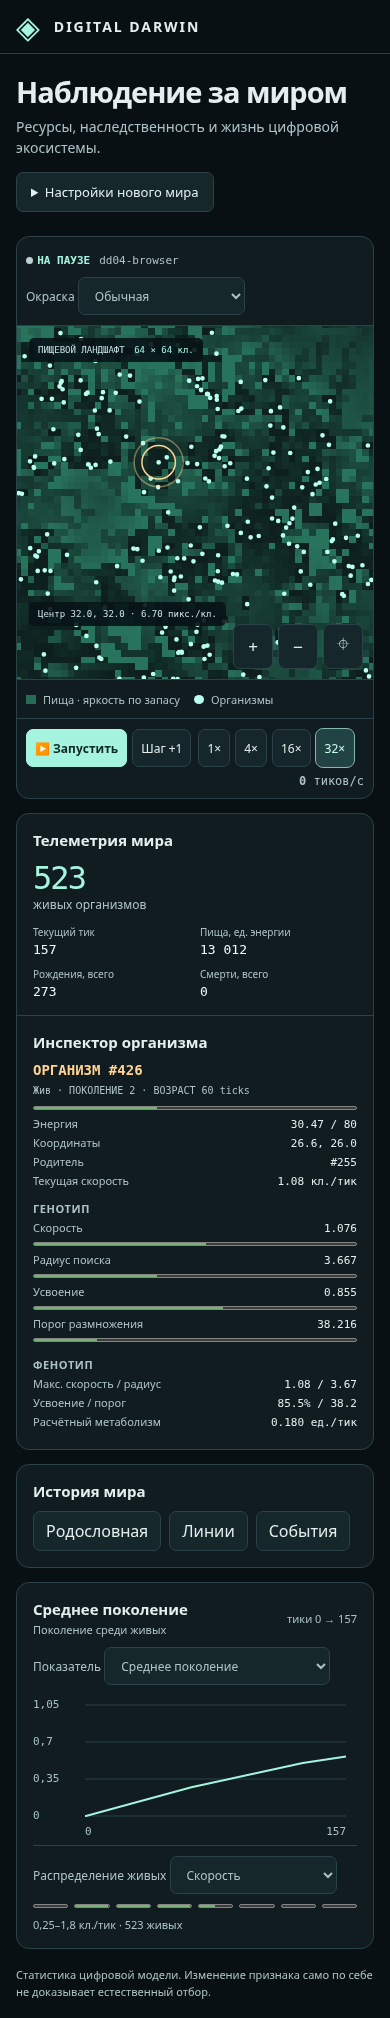 DIGITAL DARWIN
Наблюдение за миром
Ресурсы, наследственность и жизнь цифровой
экосистемы.
Настройки нового мира
НА ПАУЗЕ dd04-browser
Окраска Обычная
ПИЩЕВОЙ ЛАНДШАФТ 64 × 64 кл.
Центр 32.0, 32.0 · 6.70 пикс./кл.
+ −
Пища · яркость по запасу Организмы
Запустить Шаг +1 1× 4× 16× 32×
0 тиков/с
Телеметрия мира
523
живых организмов
Текущий тик Пища, ед. энергии
157 13 012
Рождения, всего Смерти, всего
273 0
Инспектор организма
ОРГАНИЗМ #426
Жив · ПОКОЛЕНИЕ 2 · ВОЗРАСТ 60 ticks
Энергия 30.47 / 80
Координаты 26.6, 26.0
Родитель #255
Текущая скорость 1.08 кл./тик
ГЕНОТИП
Скорость 1.076
Радиус поиска 3.667
Усвоение 0.855
Порог размножения 38.216
ФЕНОТИП
Макс. скорость / радиус 1.08 / 3.67
Усвоение / порог 85.5% / 38.2
Расчётный метаболизм 0.180 ед./тик
История мира
Родословная Линии События
Среднее поколение
Поколение среди живых
тики 0 → 157
Показатель Среднее поколение
1,05
0,7
0,35
0
0 157
Распределение живых Скорость
0,25–1,8 кл./тик · 523 живых
Статистика цифровой модели. Изменение признака само по себе
не доказывает естественный отбор.